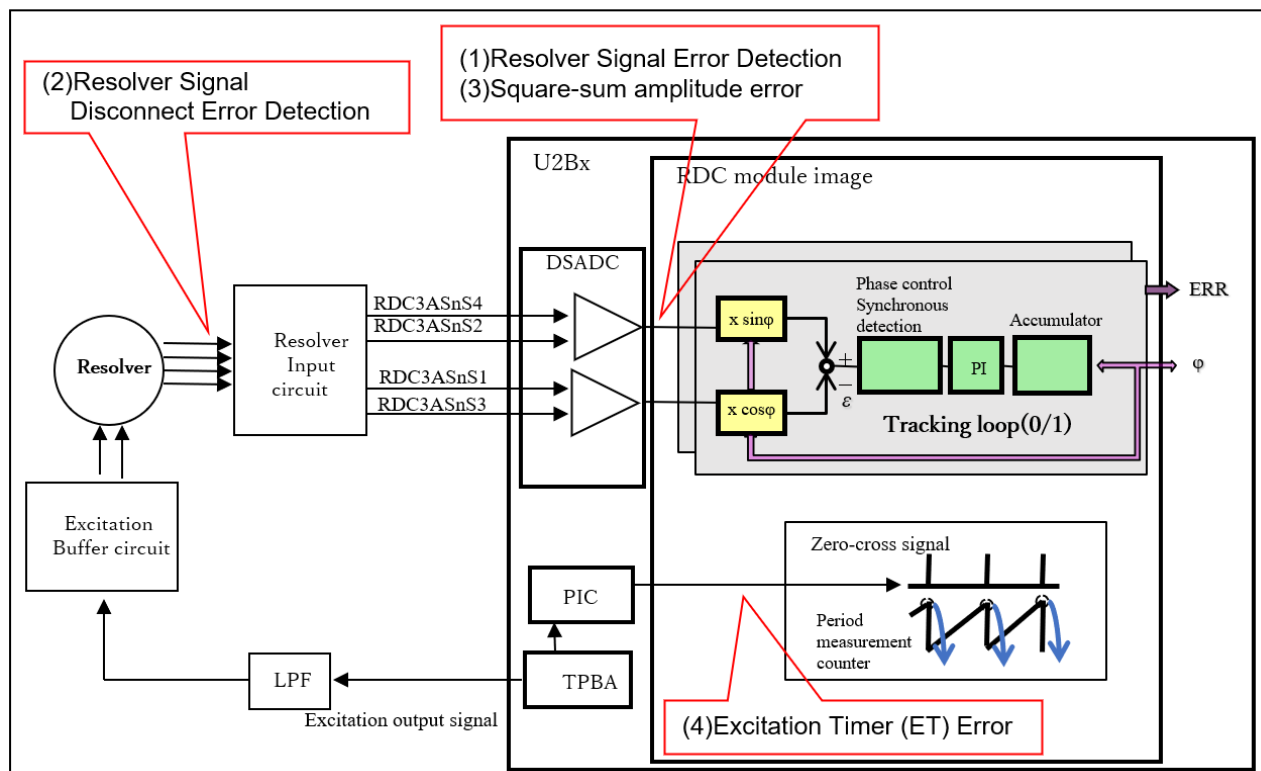 (1)Resolver Signal Error Detection
(3)Square-sum amplitude error
(2)Resolver Signal
Disconnect Error Detection
U2Bx
RDC module image
DSADC
RDC3ASnS4
RDC3ASnS2
RDC3ASnS1
RDC3ASnS3
Resolver
Resolver
Input
circuit
x sinφ
x cosφ
+
−
ε
Phase control
Synchronous
detection
PI
Accumulator
Tracking loop(0/1)
ERR
φ
Excitation
Buffer circuit
LPF
Excitation output signal
PIC
TPBA
Zero-cross signal
Period
measurement
counter
(4)Excitation Timer (ET) Error